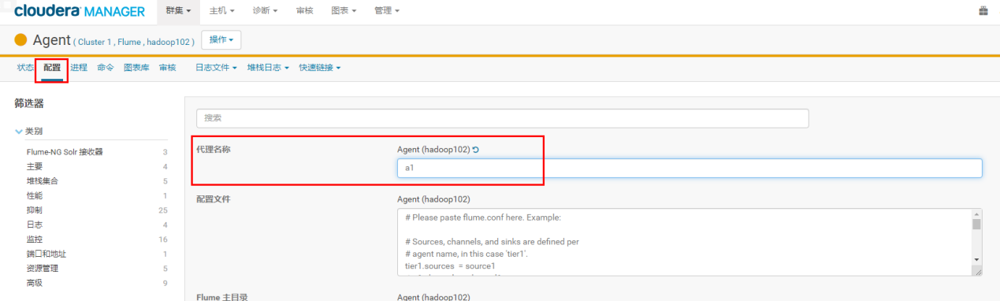 cloudera MANAGER 群集 主机 诊断 审核 图表 管理
Agent ( Cluster 1 , Flume , hadoop102 ) 操作
状态 配置 进程 命令 图表库 审核 日志文件 堆栈日志 快速链接
筛选器
类别
Flume-NG Solr 接收器 3
主要 4
堆栈集合 5
性能 1
抑制 25
日志 4
监控 16
端口和地址 1
资源管理 5
高级 9
搜索
代理名称 Agent (hadoop102)
a1
配置文件 Agent (hadoop102)
# Please paste flume.conf here. Example:
# Sources, channels, and sinks are defined per
# agent name, in this case 'tier1'.
tier1.sources = source1
Flume 主目录 Agent (hadoop102)